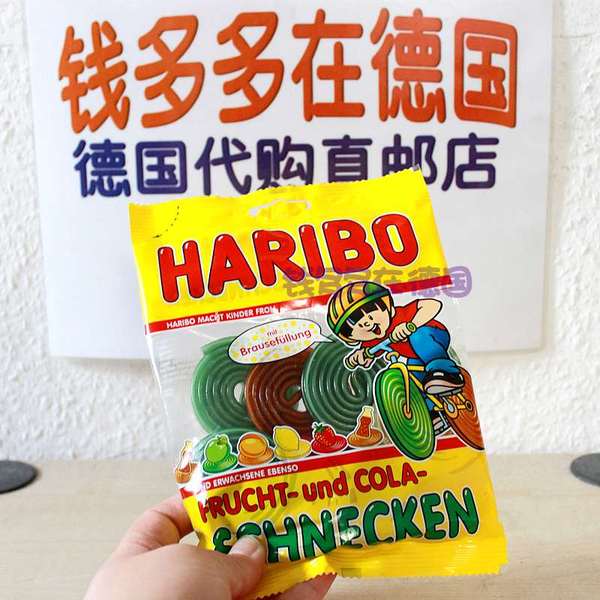 钱多多在德国
德国代购直邮店
HARIBO
钱多多在德国
HARIBO MACHT KINDER FROH
mit
Brausefüllung
ND ERWACHSENE EBENSO
FRUCHT- und COLA-
SCHNECKEN